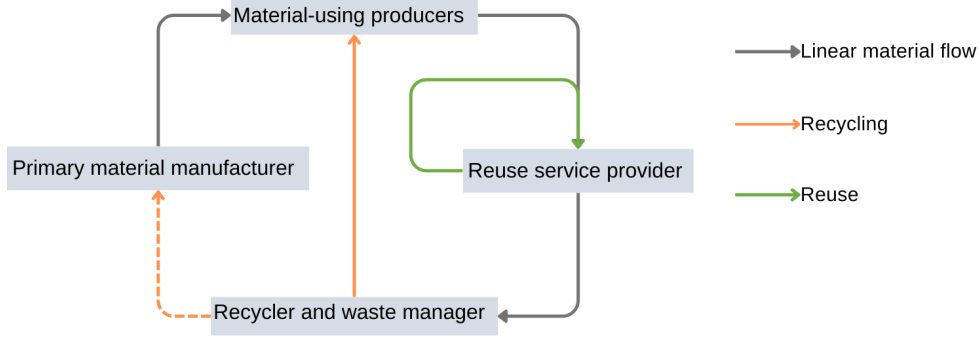 Material-using producers
Linear material flow
Recycling
Primary material manufacturer
Reuse service provider
Reuse
Recycler and waste manager